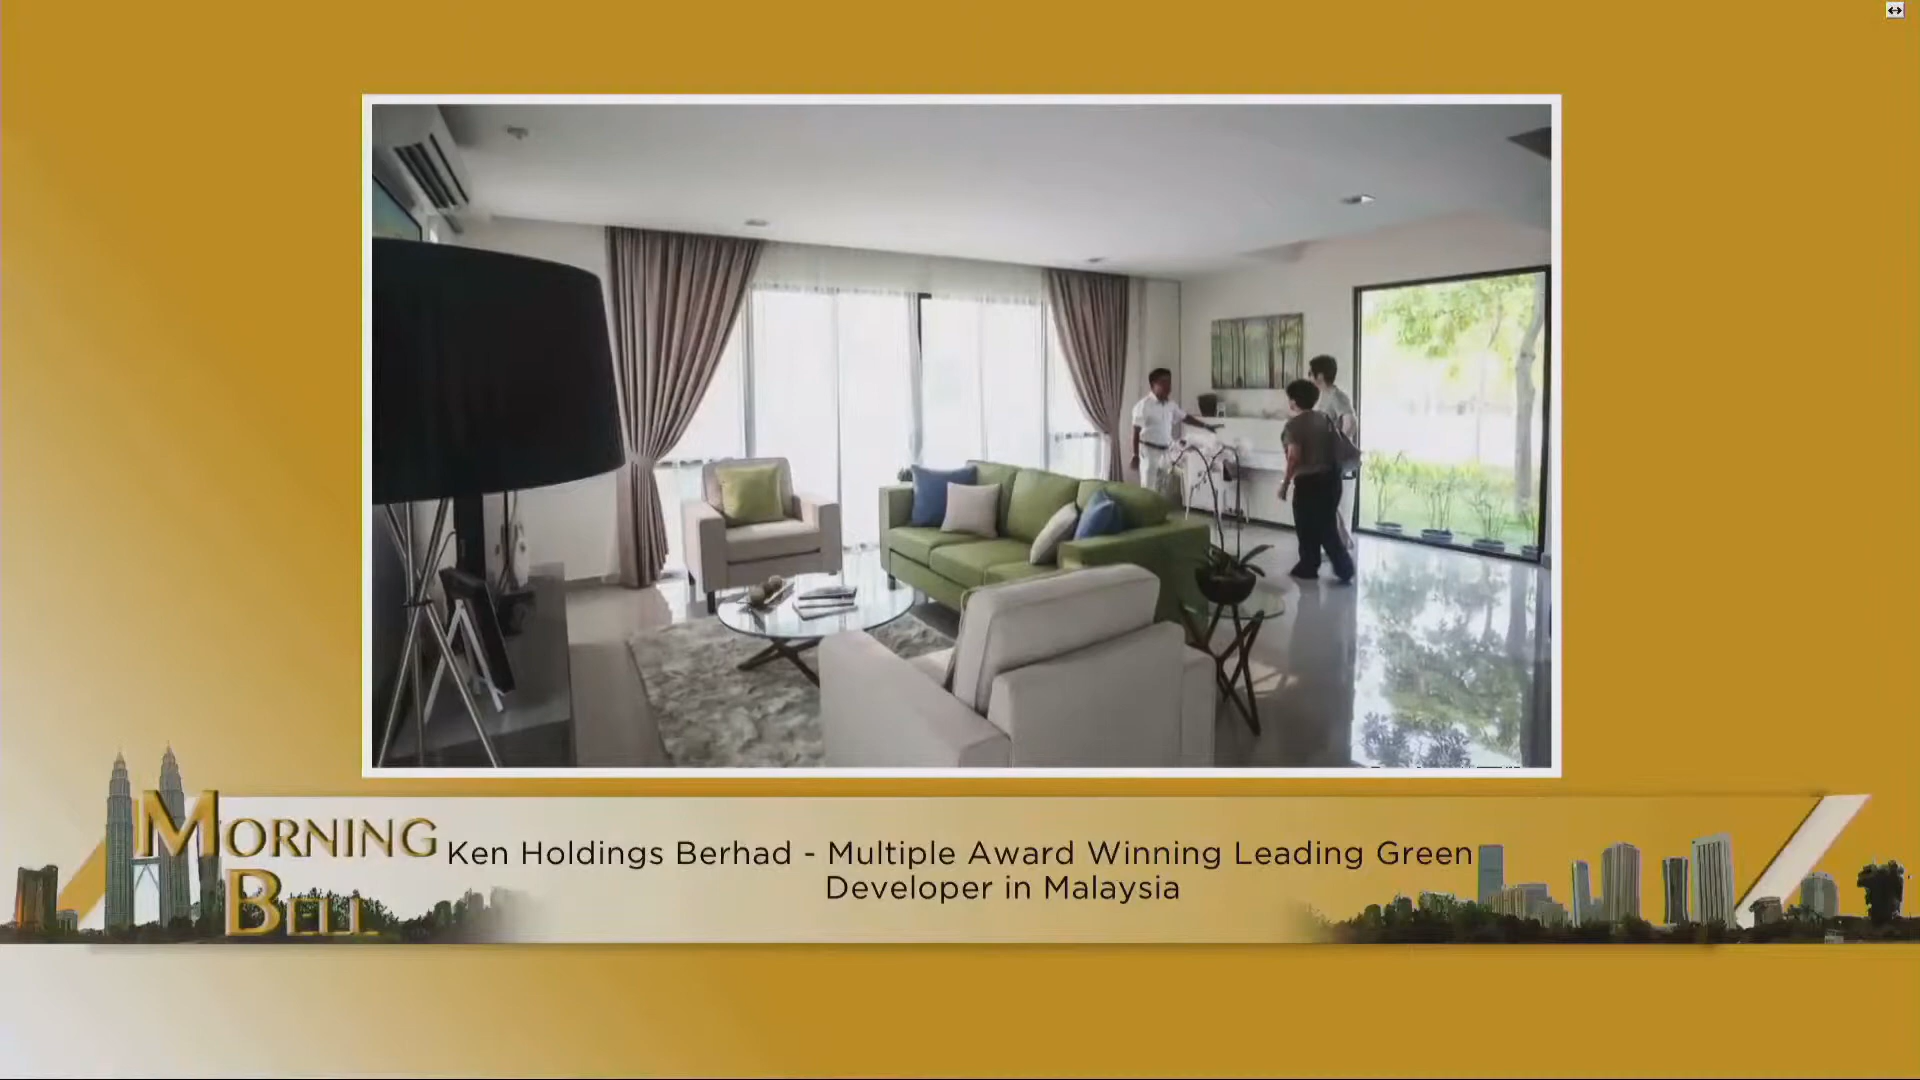 MORNING
BELL
Ken Holdings Berhad - Multiple Award Winning Leading Green
Developer in Malaysia